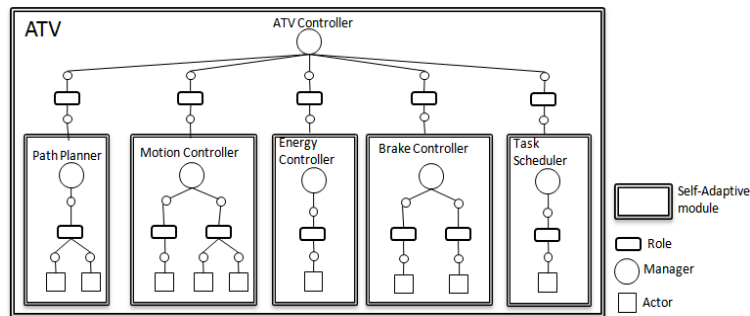 ATV
ATV Controller
Path Planner
Motion Controller
Energy
Controller
Brake Controller
Task
Scheduler
Self-Adaptive
module
Role
Manager
Actor